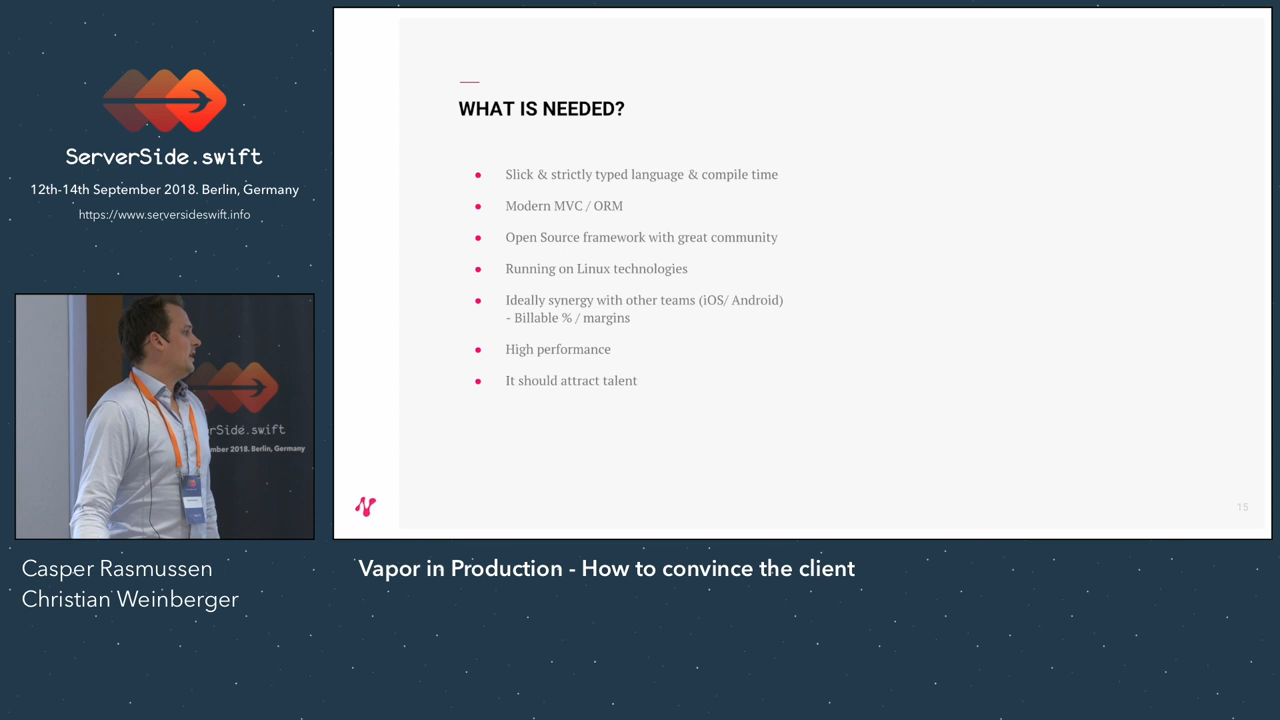 ServerSide.swift
12th-14th September 2018. Berlin, Germany
https://www.serversideswift.info
WHAT IS NEEDED?
● Slick & strictly typed language & compile time
● Modern MVC / ORM
● Open Source framework with great community
● Running on Linux technologies
● Ideally synergy with other teams (iOS/ Android)
- Billable % / margins
● High performance
● It should attract talent
15
rSide.swift
mber 2018. Berlin, Germany
Casper Rasmussen
Christian Weinberger
Vapor in Production - How to convince the client